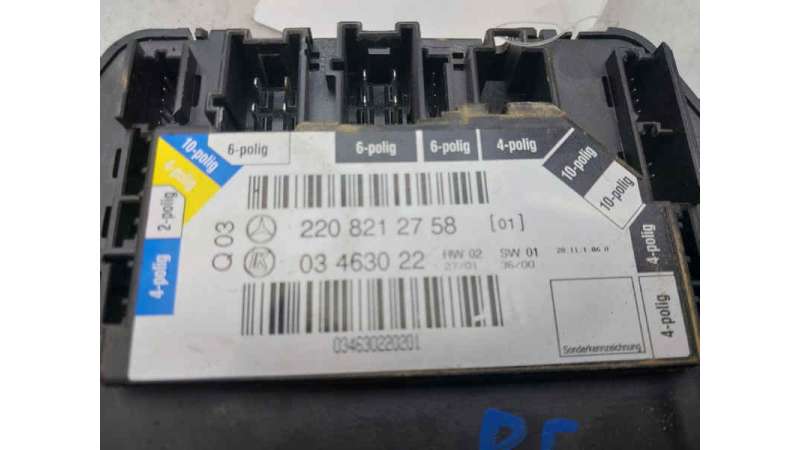 10-polig
4-polig
2-polig
4-polig
6-polig
6-polig
6-polig
4-polig
10-polig
10-polig
4-polig
4-polig
Q 03
220 821 27 58 [01]
03 4630 22 HW 02 SW 01
27/01 36/00
034630220201
Sonderkennzeichnung